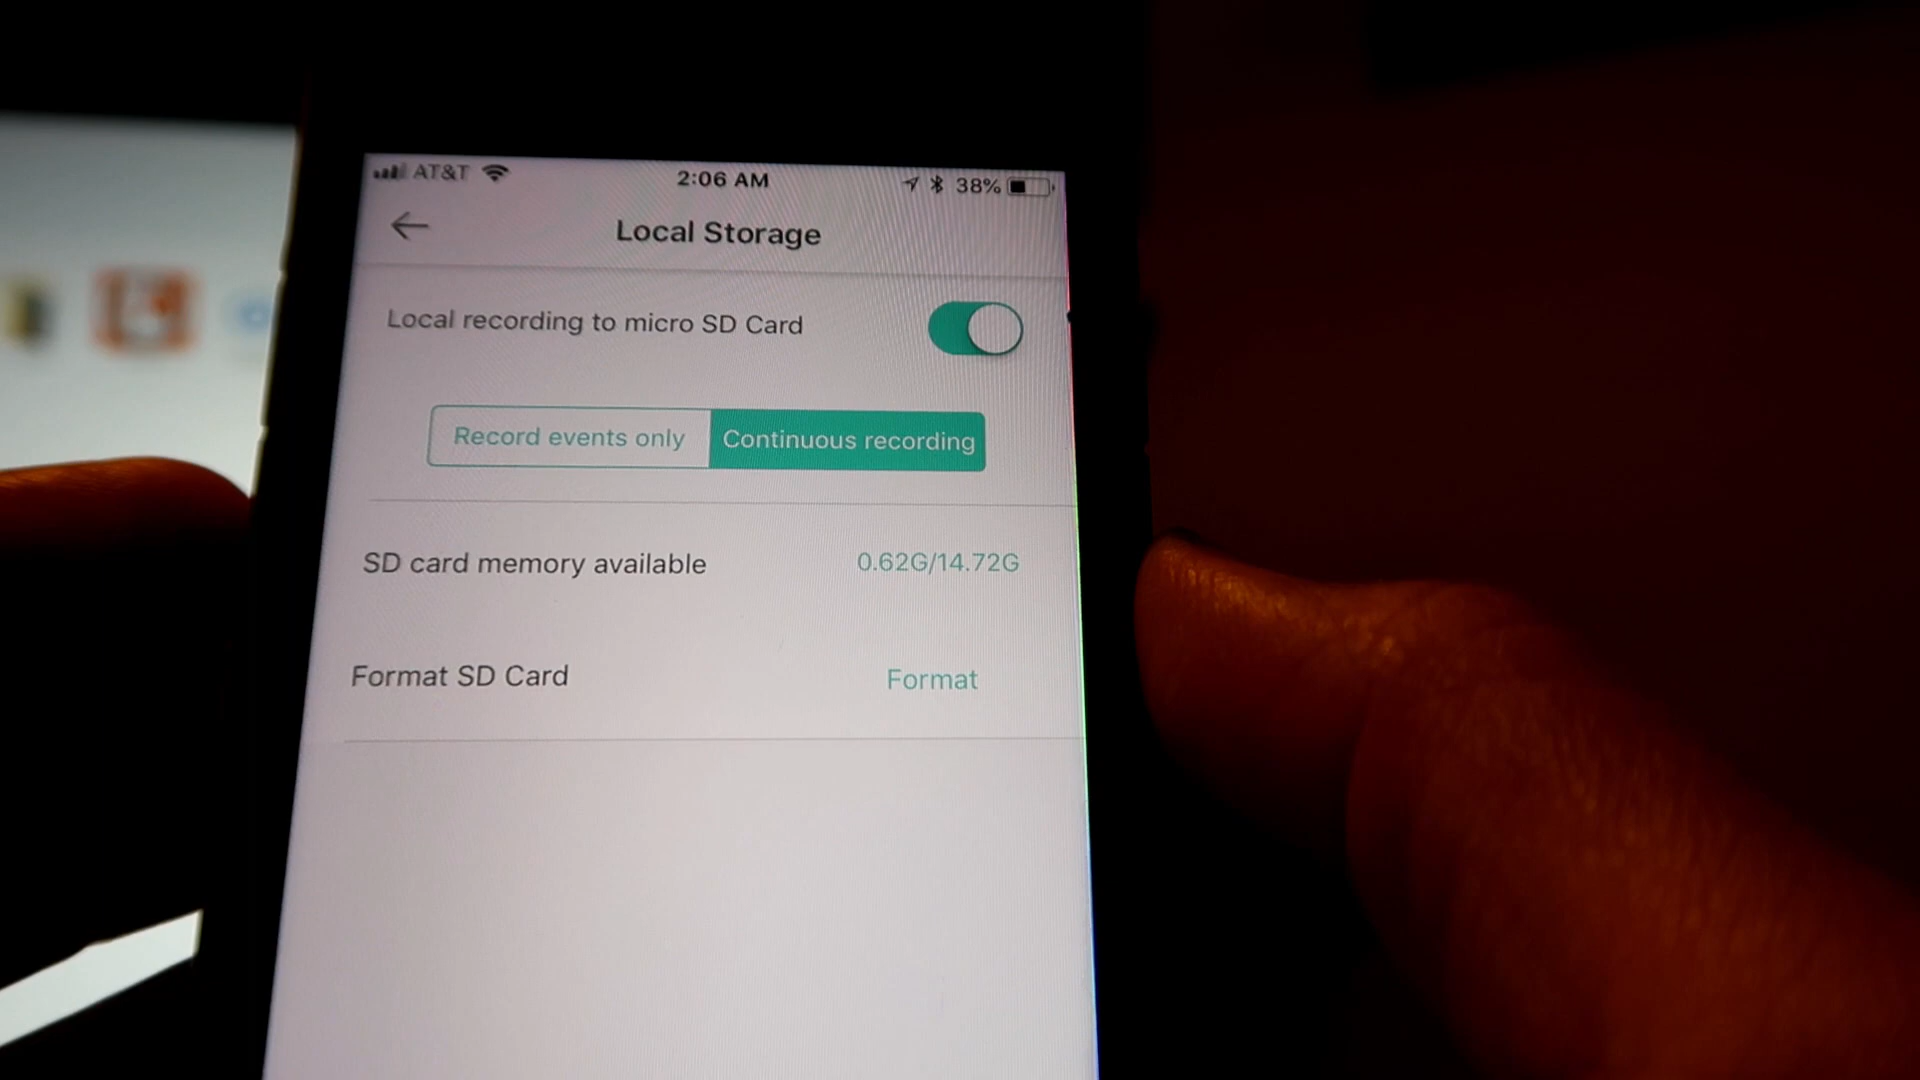 AT&T 2:06 AM 38%
Local Storage
Local recording to micro SD Card
Record events only Continuous recording
SD card memory available 0.62G/14.72G
Format SD Card Format